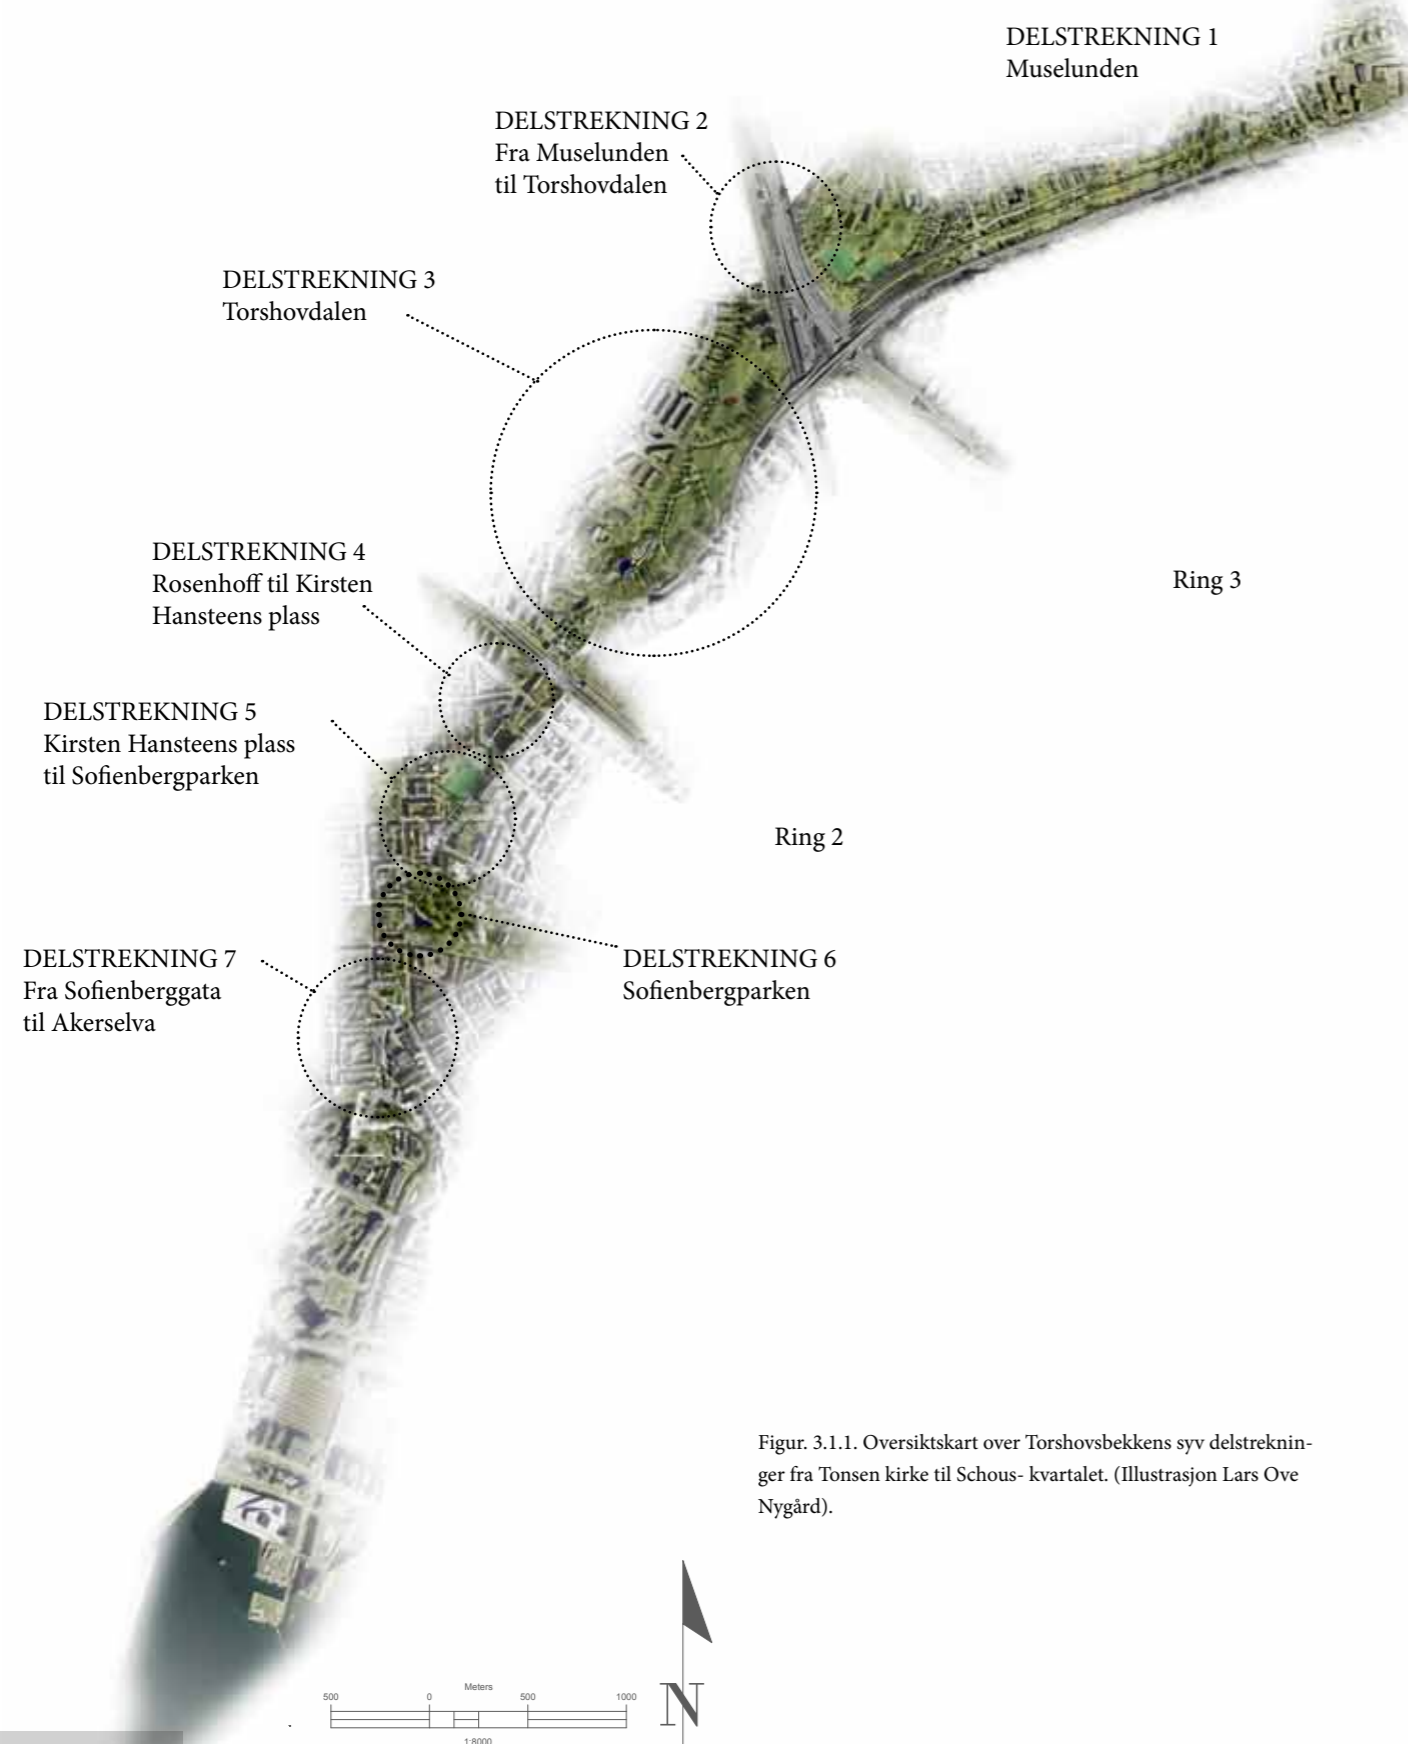 DELSTREKNING 1
Muselunden
DELSTREKNING 2
Fra Muselunden
til Torshovdalen
DELSTREKNING 3
Torshovdalen
DELSTREKNING 4
Rosenhoff til Kirsten
Hansteens plass
Ring 3
DELSTREKNING 5
Kirsten Hansteens plass
til Sofienbergparken
Ring 2
DELSTREKNING 6
Sofienbergparken
DELSTREKNING 7
Fra Sofienberggata
til Akerselva
Figur. 3.1.1. Oversiktskart over Torshovsbekkens syv delstreknin-
ger fra Tonsen kirke til Schous- kvartalet. (Illustrasjon Lars Ove
Nygård).
Meters
500 0 500 1000
1:8000
N